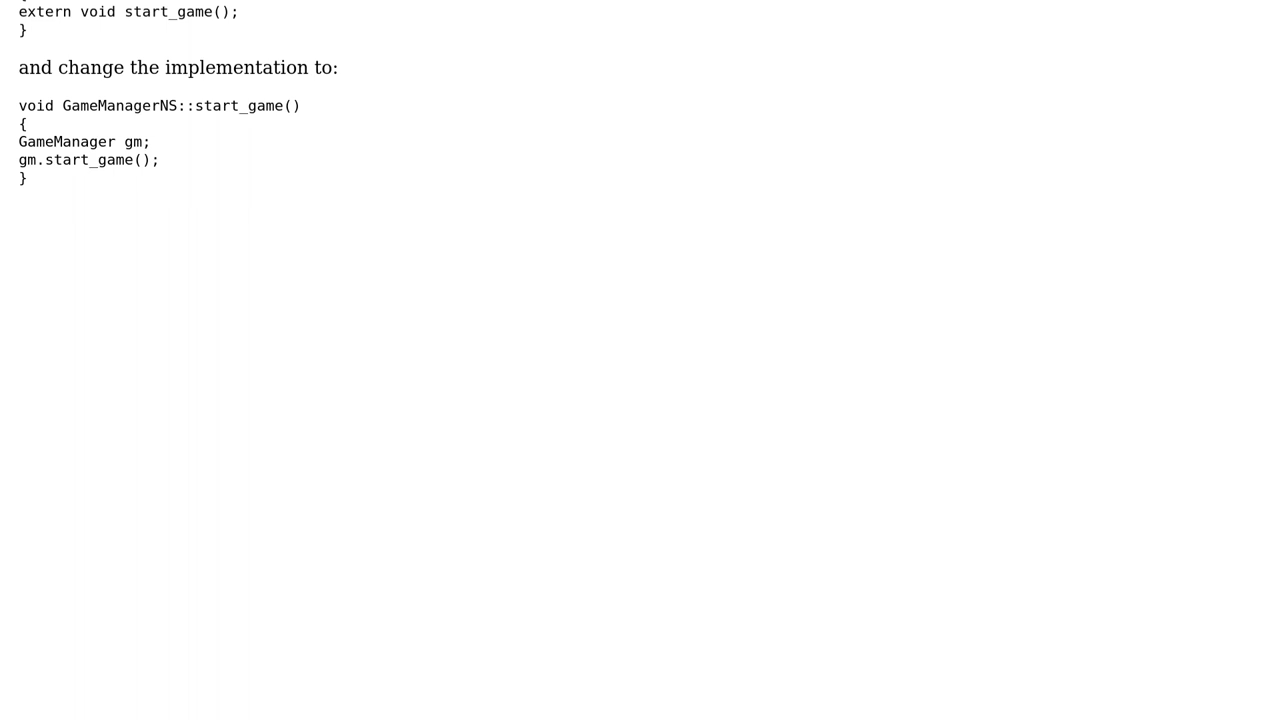 extern void start_game();
}
and change the implementation to:
void GameManagerNS::start_game()
{
GameManager gm;
gm.start_game();
}